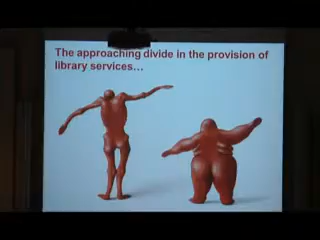 The approaching divide in the provision of
library services…